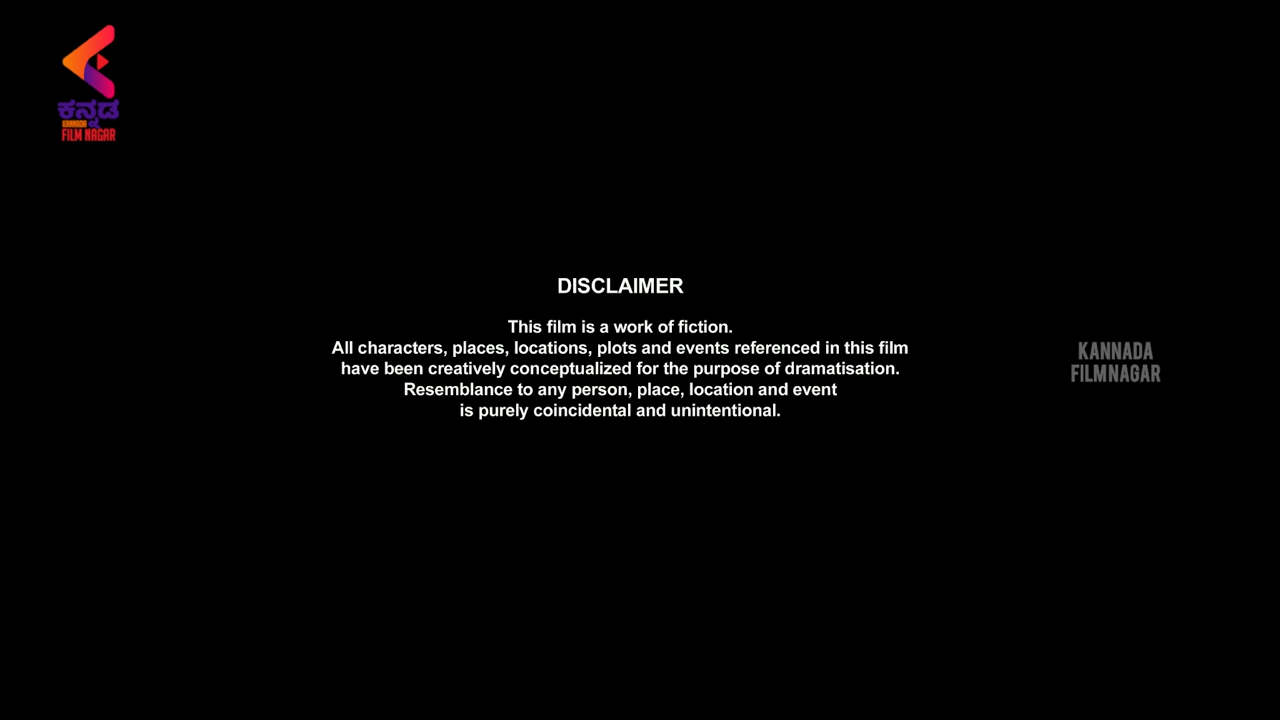 ಕನ್ನಡ
KANNADA
FILM NAGAR
DISCLAIMER
This film is a work of fiction.
All characters, places, locations, plots and events referenced in this film
have been creatively conceptualized for the purpose of dramatisation.
Resemblance to any person, place, location and event
is purely coincidental and unintentional.
KANNADA
FILMNAGAR